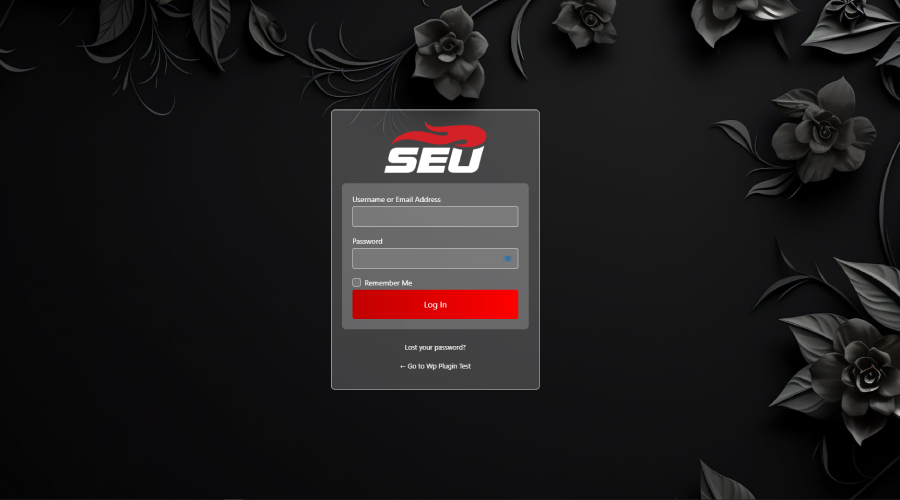 SEU
Username or Email Address
Password
Remember Me
Log In
Lost your password?
← Go to Wp Plugin Test